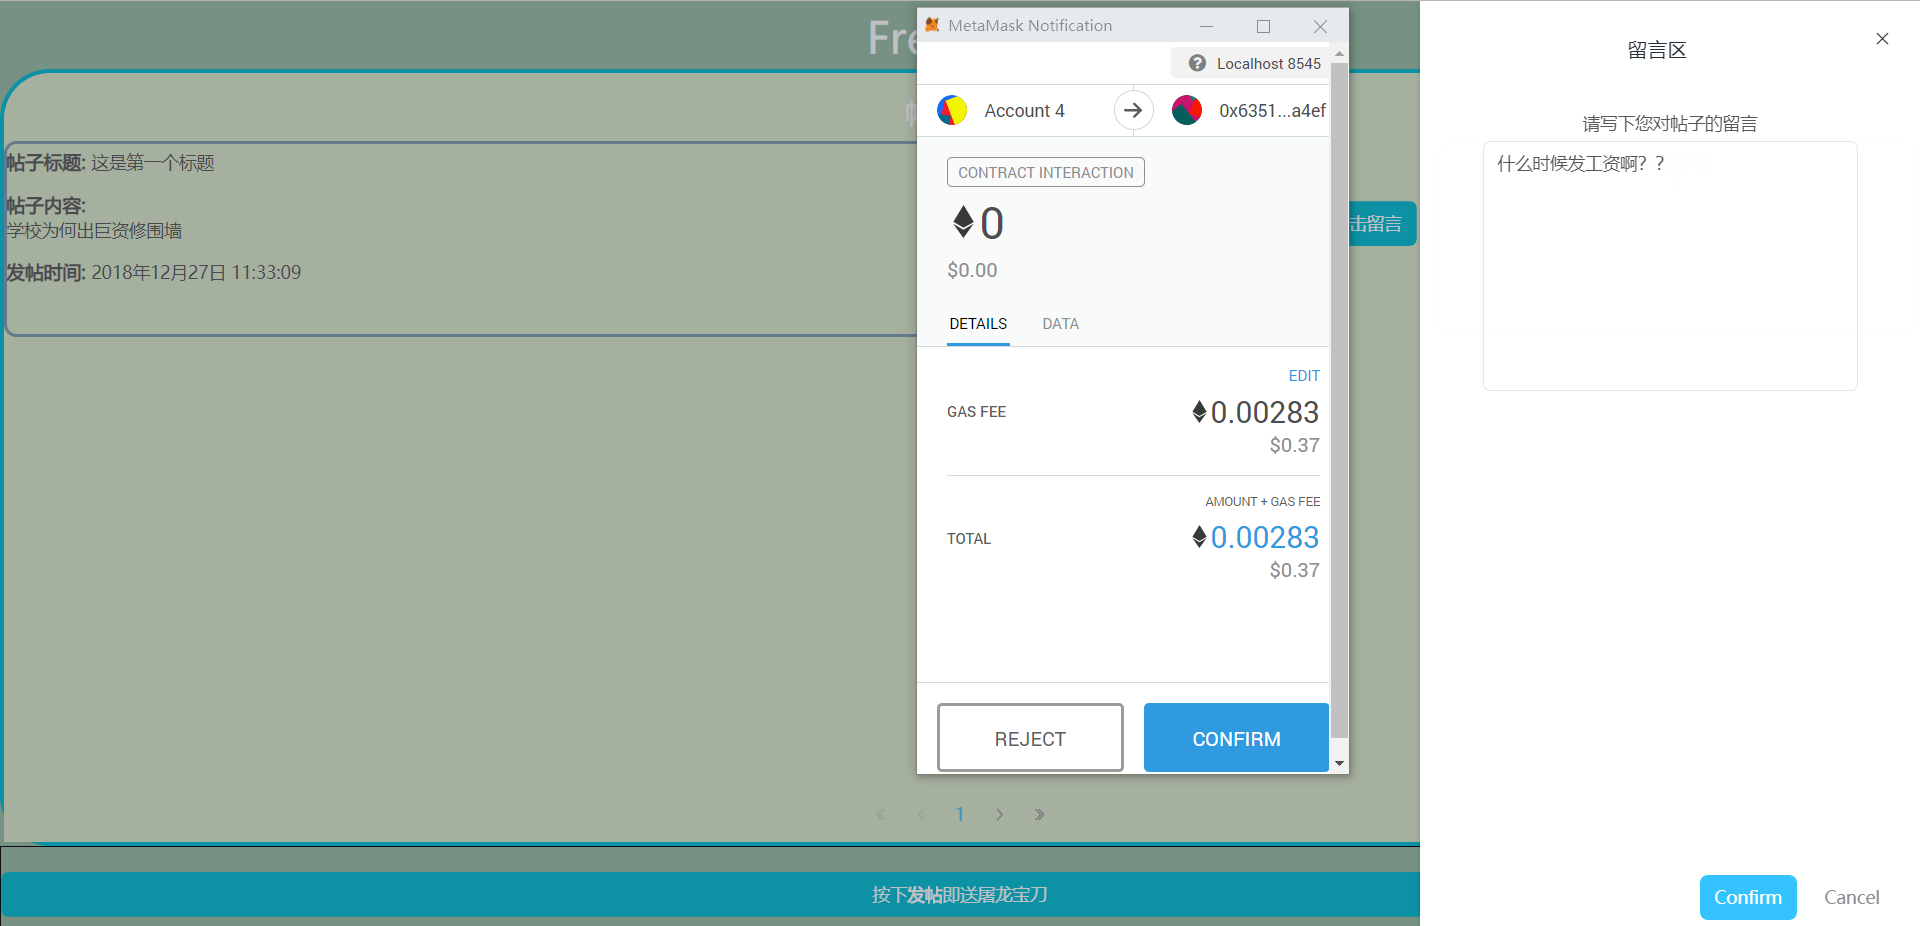 Fre
帖子标题: 这是第一个标题
帖子内容:
学校为何出巨资修围墙
发帖时间: 2018年12月27日 11:33:09
击留言
1
按下发帖即送屠龙宝刀
MetaMask Notification
Localhost 8545
Account 4
0x6351...a4ef
CONTRACT INTERACTION
0
$0.00
DETAILS DATA
EDIT
GAS FEE
0.00283
$0.37
AMOUNT + GAS FEE
TOTAL
0.00283
$0.37
REJECT CONFIRM
留言区
请写下您对帖子的留言
什么时候发工资啊？？
Confirm Cancel